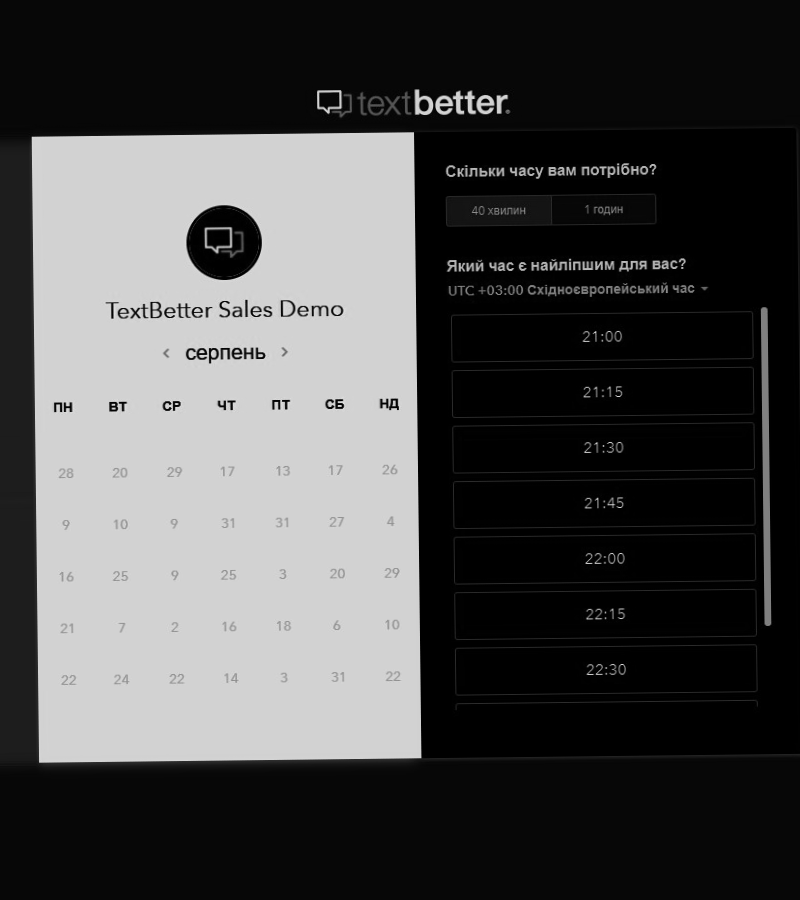 textbetter.
TextBetter Sales Demo
серпень
ПН ВТ СР ЧТ ПТ СБ НД
28 20 29 17 13 17 26
9 10 9 31 31 27 4
16 25 9 25 3 20 29
21 7 2 16 18 6 10
22 24 22 14 3 31 22
Скільки часу вам потрібно?
40 хвилин 1 годин
Який час є найліпшим для вас?
UTC +03:00 Східноєвропейський час
21:00
21:15
21:30
21:45
22:00
22:15
22:30